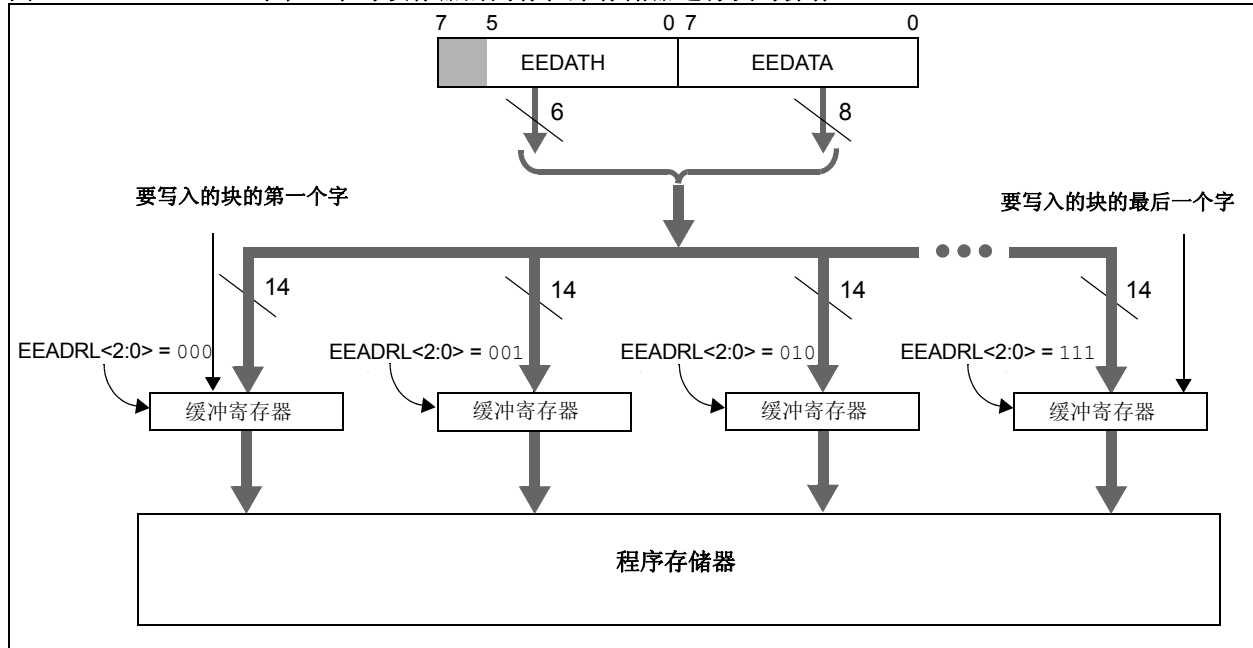 7 5 0 7 0
EEDATH EEDATA
6 8
要写入的块的第一个字
要写入的块的最后一个字
14 14 14 14
EEADRL<2:0> = 000 EEADRL<2:0> = 001 EEADRL<2:0> = 010 EEADRL<2:0> = 111
缓冲寄存器 缓冲寄存器 缓冲寄存器 缓冲寄存器
程序存储器